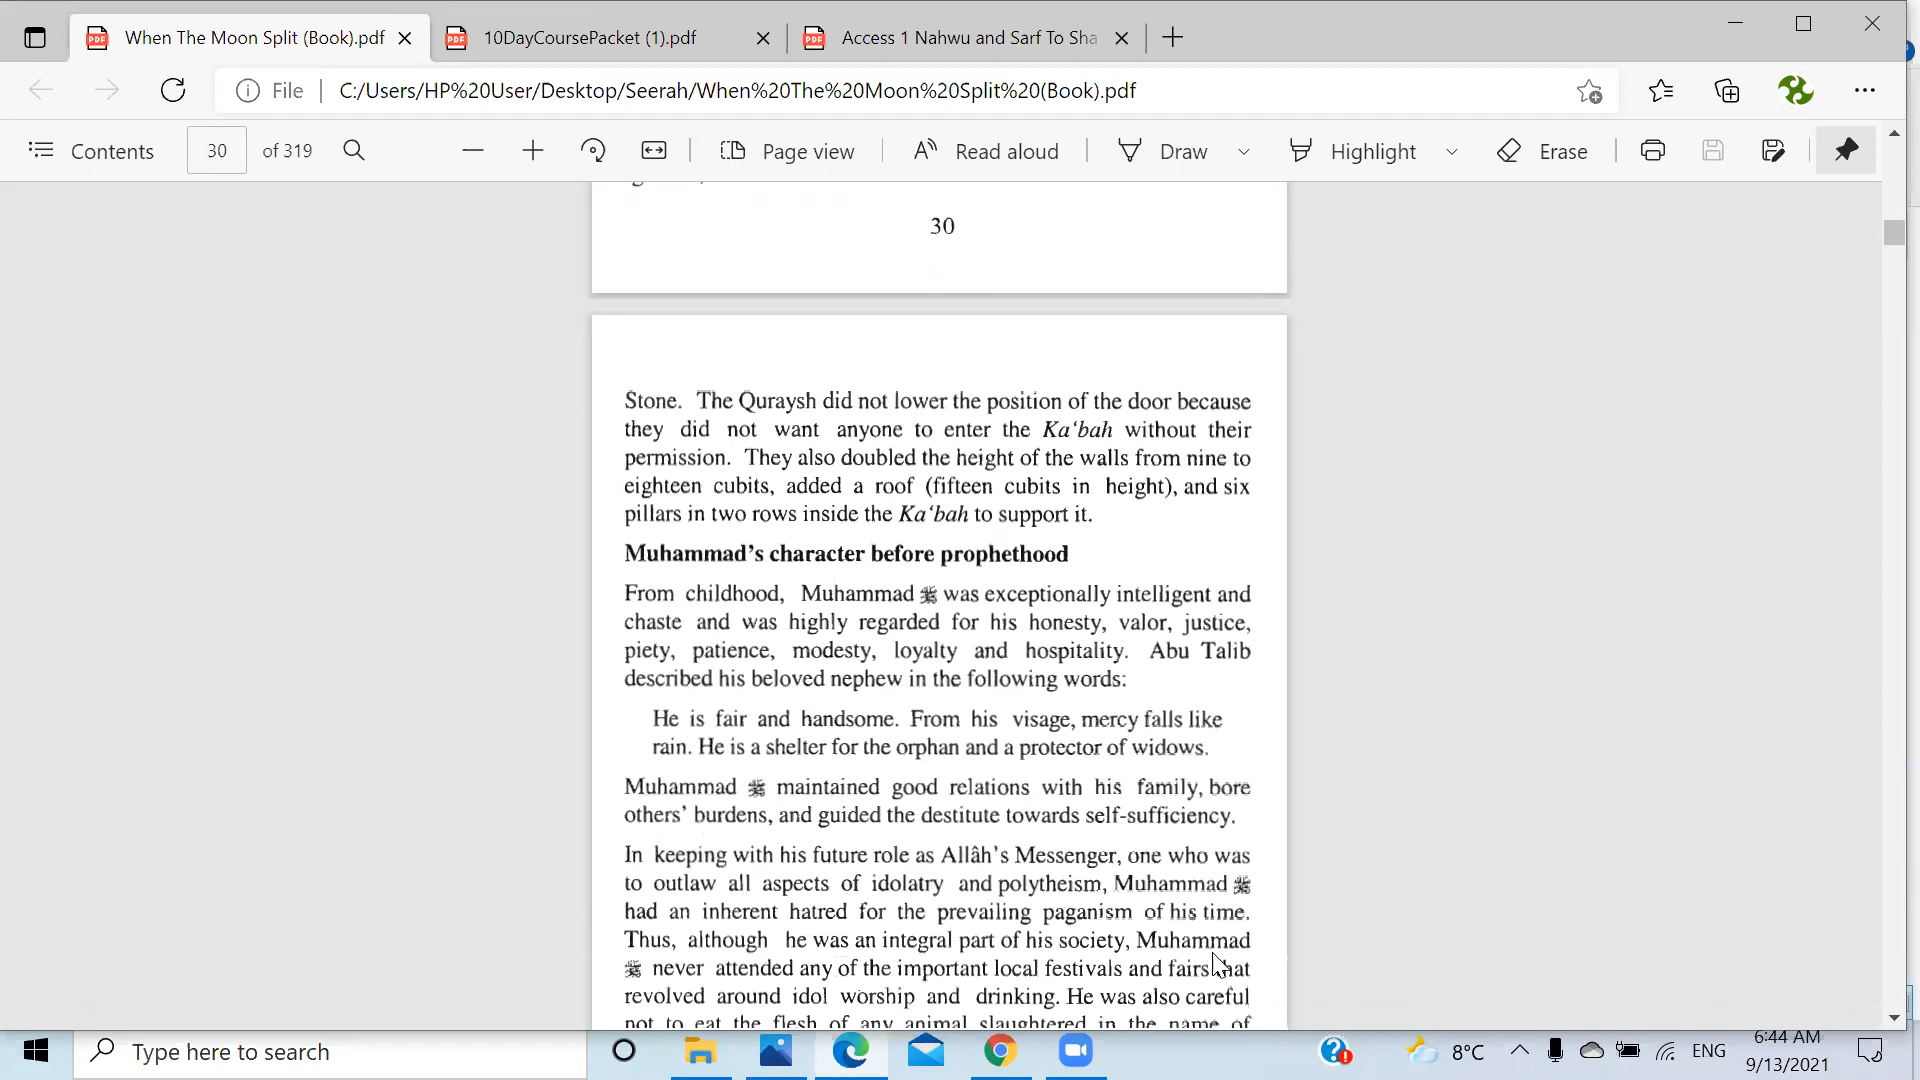 When The Moon Split (Book).pdf
10DayCoursePacket (1).pdf
Access 1 Nahwu and Sarf To Sha
File
C:/Users/HP%20User/Desktop/Seerah/When%20The%20Moon%20Split%20(Book).pdf
Contents
30
of 319
Page view
Read aloud
Draw
Highlight
Erase
30
Stone. The Quraysh did not lower the position of the door because
they did not want anyone to enter the Ka‘bah without their
permission. They also doubled the height of the walls from nine to
eighteen cubits, added a roof (fifteen cubits in height), and six
pillars in two rows inside the Ka‘bah to support it.
Muhammad’s character before prophethood
From childhood, Muhammad ﷺ was exceptionally intelligent and
chaste and was highly regarded for his honesty, valor, justice,
piety, patience, modesty, loyalty and hospitality. Abu Talib
described his beloved nephew in the following words:
He is fair and handsome. From his visage, mercy falls like
rain. He is a shelter for the orphan and a protector of widows.
Muhammad ﷺ maintained good relations with his family, bore
others’ burdens, and guided the destitute towards self-sufficiency.
In keeping with his future role as Allâh’s Messenger, one who was
to outlaw all aspects of idolatry and polytheism, Muhammad ﷺ
had an inherent hatred for the prevailing paganism of his time.
Thus, although he was an integral part of his society, Muhammad
ﷺ never attended any of the important local festivals and fairs that
revolved around idol worship and drinking. He was also careful
not to eat the flesh of any animal slaughtered in the name of
Type here to search
8°C
ENG
6:44 AM
9/13/2021